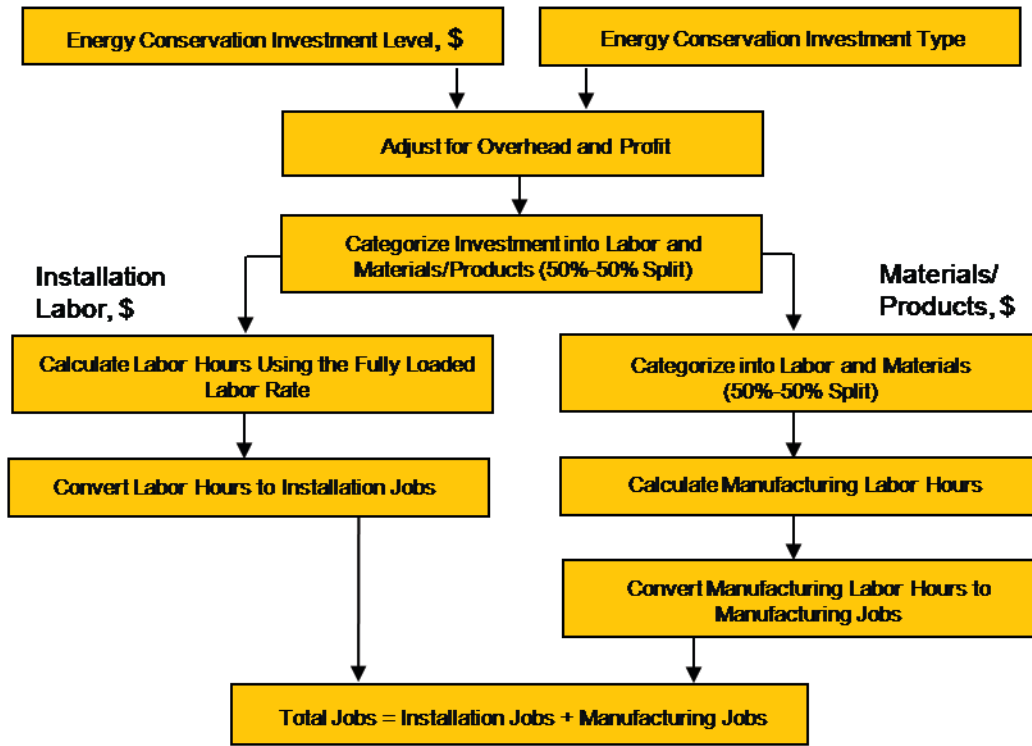 Energy Conservation Investment Level, $
Energy Conservation Investment Type
Adjust for Overhead and Profit
Categorize Investment into Labor and
Materials/Products (50%-50% Split)
Installation
Labor, $
Materials/
Products, $
Calculate Labor Hours Using the Fully Loaded
Labor Rate
Categorize into Labor and Materials
(50%-50% Split)
Convert Labor Hours to Installation Jobs
Calculate Manufacturing Labor Hours
Convert Manufacturing Labor Hours to
Manufacturing Jobs
Total Jobs = Installation Jobs + Manufacturing Jobs